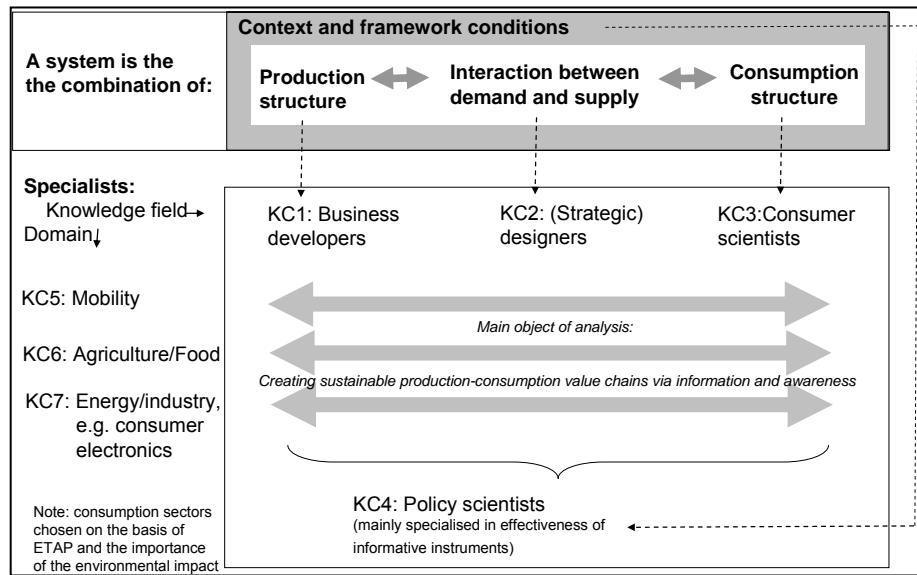 Context and framework conditions
A system is the
the combination of:
Production
structure
Interaction between
demand and supply
Consumption
structure
Specialists:
Knowledge field
Domain
KC1: Business
developers
KC2: (Strategic)
designers
KC3:Consumer
scientists
KC5: Mobility
Main object of analysis:
KC6: Agriculture/Food
Creating sustainable production-consumption value chains via information and awareness
KC7: Energy/industry,
e.g. consumer
electronics
KC4: Policy scientists
(mainly specialised in effectiveness of
informative instruments)
Note: consumption sectors
chosen on the basis of
ETAP and the importance
of the environmental impact